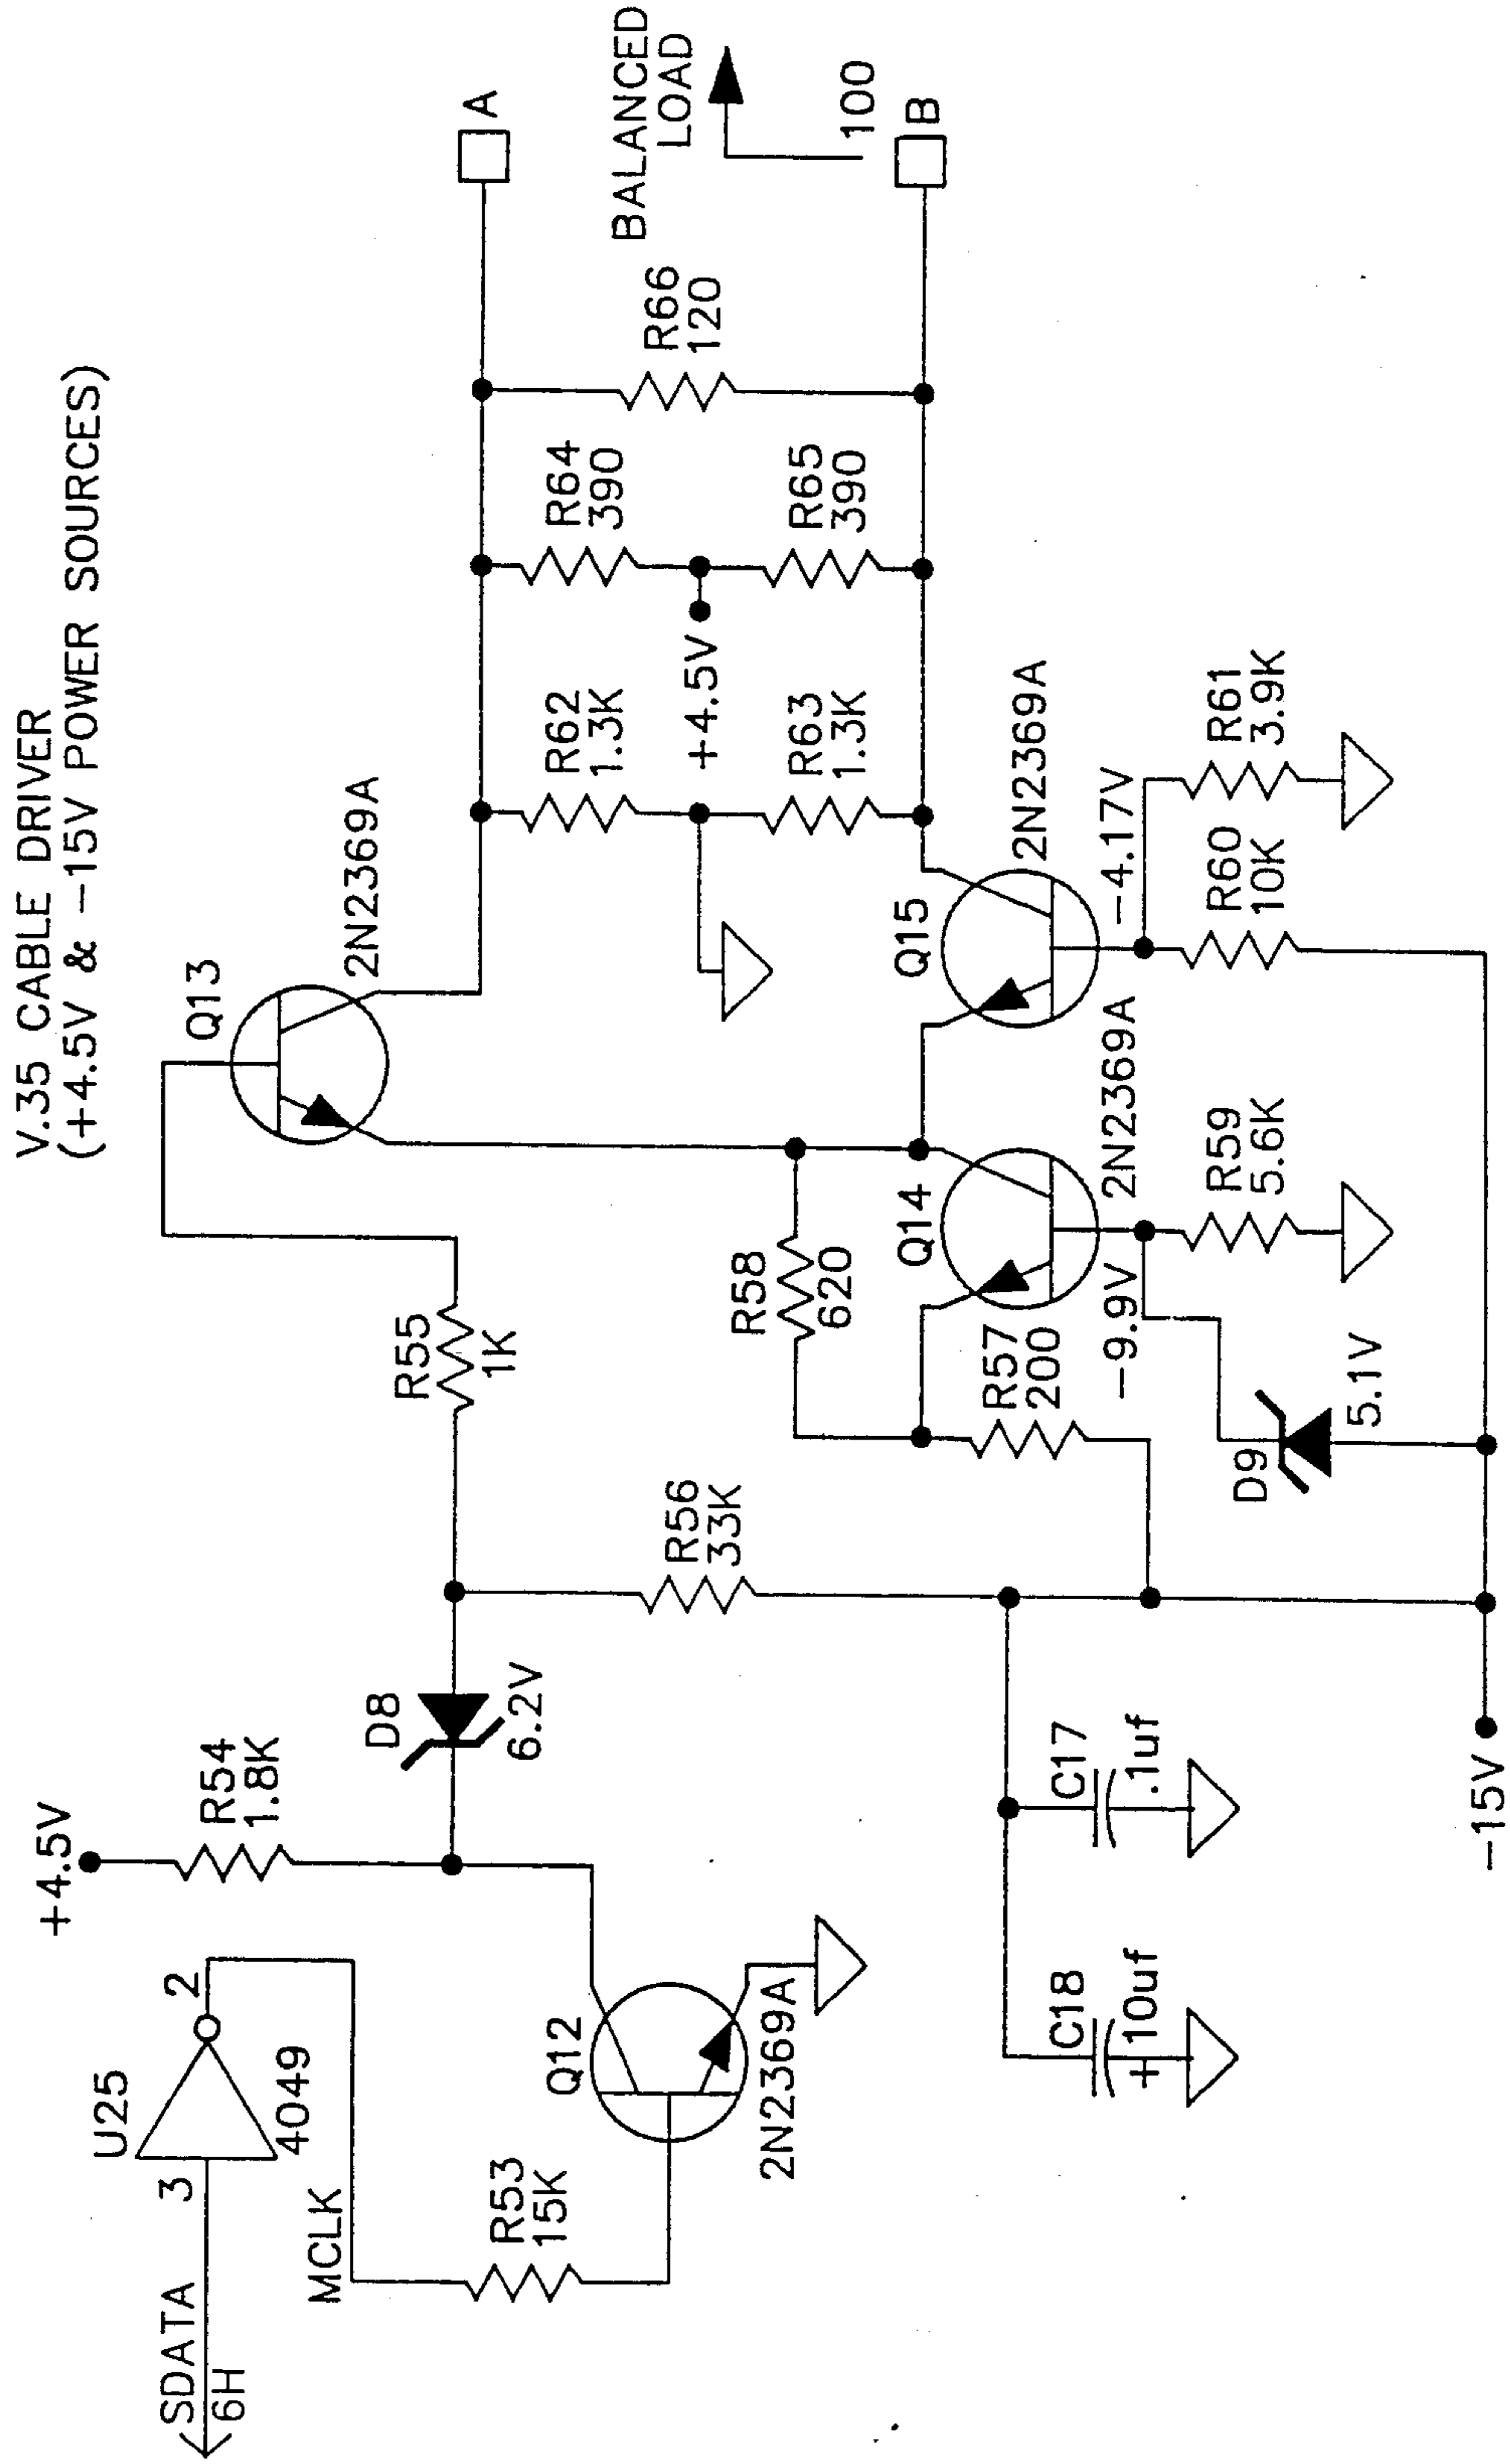 V.35 CABLE DRIVER
(+4.5V & -15V POWER SOURCES)
SDATA
6H
3
U25
4049
2
MCLK
R53
15K
Q12
2N2369A
+4.5V
R54
1.8K
D8
6.2V
R55
1K
R56
33K
C18
+10uf
C17
.1uf
-15V
Q13
2N2369A
R58
620
R57
200
Q14
2N2369A
-9.9V
D9
5.1V
R59
5.6K
Q15
2N2369A
-4.17V
R60
10K
R61
3.9K
R62
1.3K
R63
1.3K
+4.5V
R64
390
R65
390
R66
120
A
BALANCED
LOAD
100
B